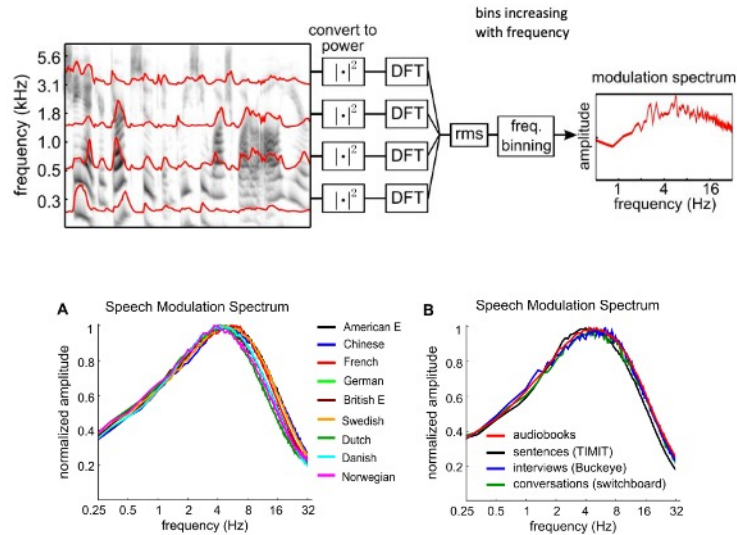 bins increasing
with frequency
convert to
power
frequency (kHz)
5.6
3.1
1.8
1.0
0.5
0.3
|•|²
DFT
|•|²
DFT
|•|²
DFT
|•|²
DFT
rms
freq.
binning
modulation spectrum
amplitude
1
4
16
frequency (Hz)
A
Speech Modulation Spectrum
normalized amplitude
1
0.8
0.6
0.4
0.2
0.25
0.5
1
2
4
8
16
32
frequency (Hz)
American E
Chinese
French
German
British E
Swedish
Dutch
Danish
Norwegian
B
Speech Modulation Spectrum
normalized amplitude
1
0.8
0.6
0.4
0.2
audiobooks
sentences (TIMIT)
interviews (Buckeye)
conversations (switchboard)
0.25
0.5
1
2
4
8
16
32
frequency (Hz)